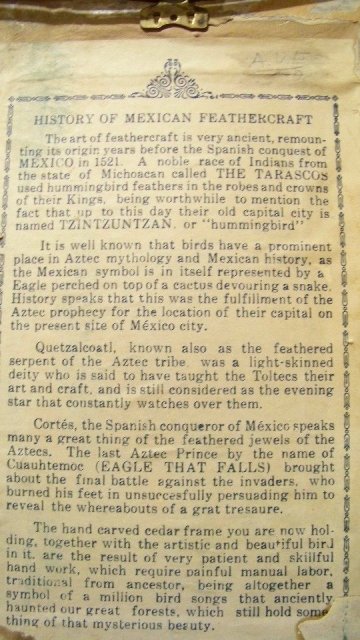 HISTORY OF MEXICAN FEATHERCRAFT
The art of feathercraft is very ancient, remoun-
ting its origin years before the Spanish conquest of
MEXICO in 1521. A noble race of Indians from
the state of Michoacan called THE TARASCOS
used hummingbird feathers in the robes and crowns
of their Kings, being worthwhile to mention the
fact that up to this day their old capital city is
named TZINTZUNTZAN, or "hummingbird"
It is well known that birds have a prominent
place in Aztec mythology and Mexican history, as
the Mexican symbol is in itself represented by a
Eagle perched on top of a cactus devouring a snake.
History speaks that this was the fulfillment of the
Aztec prophecy for the location of their capital on
the present site of México city.
Quetzalcoatl, known also as the feathered
serpent of the Aztec tribe, was a light-skinned
deity who is said to have taught the Toltecs their
art and craft, and is still considered as the evening
star that constantly watches over them.
Cortés, the Spanish conqueror of México speaks
many a great thing of the feathered jewels of the
Aztecs. The last Aztec Prince by the name of
Cuauhtemoc (EAGLE THAT FALLS) brought
about the final battle against the invaders, who
burned his feet in unsurcesfully persuading him to
reveal the whereabouts of a grat tresaure.
The hand carved cedar frame you are now hol-
ding, together with the artistic and beautiful bird
in it, are the result of very patient and skillful
hand work, which require painful manual labor,
traditional from ancestor, being altogether a
symbol of a million bird songs that anciently
haunted our great forests, which still hold some
thing of that mysterious beauty.